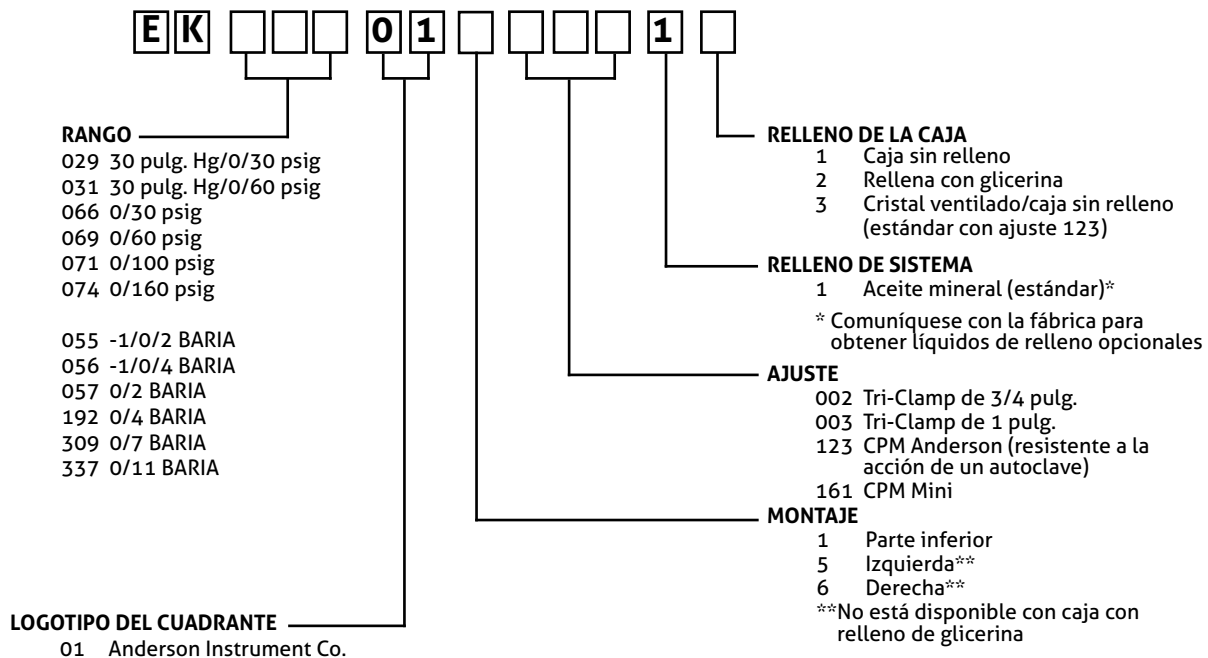 EK 01 1
RANGO
029 30 pulg. Hg/0/30 psig
031 30 pulg. Hg/0/60 psig
066 0/30 psig
069 0/60 psig
071 0/100 psig
074 0/160 psig
055 -1/0/2 BARIA
056 -1/0/4 BARIA
057 0/2 BARIA
192 0/4 BARIA
309 0/7 BARIA
337 0/11 BARIA
LOGOTIPO DEL CUADRANTE
01 Anderson Instrument Co.
RELLENO DE LA CAJA
1 Caja sin relleno
2 Rellena con glicerina
3 Cristal ventilado/caja sin relleno
(estándar con ajuste 123)
RELLENO DE SISTEMA
1 Aceite mineral (estándar)*
* Comuníquese con la fábrica para
obtener líquidos de relleno opcionales
AJUSTE
002 Tri-Clamp de 3/4 pulg.
003 Tri-Clamp de 1 pulg.
123 CPM Anderson (resistente a la
acción de un autoclave)
161 CPM Mini
MONTAJE
1 Parte inferior
5 Izquierda**
6 Derecha**
**No está disponible con caja con
relleno de glicerina